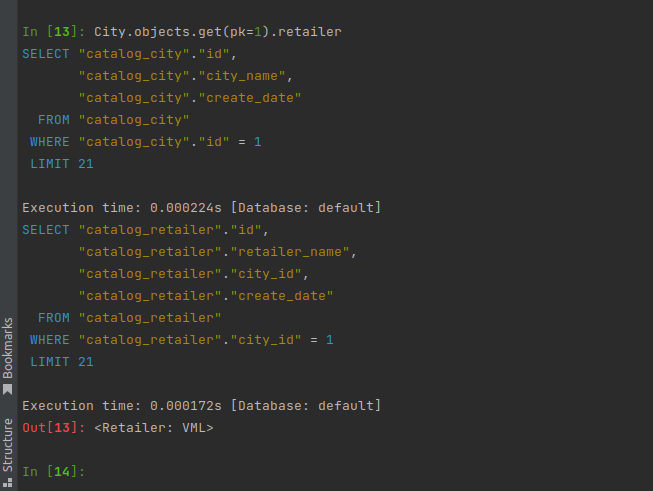 In [13]: City.objects.get(pk=1).retailer
SELECT "catalog_city"."id",
       "catalog_city"."city_name",
       "catalog_city"."create_date"
  FROM "catalog_city"
 WHERE "catalog_city"."id" = 1
 LIMIT 21
Execution time: 0.000224s [Database: default]
SELECT "catalog_retailer"."id",
       "catalog_retailer"."retailer_name",
       "catalog_retailer"."city_id",
       "catalog_retailer"."create_date"
  FROM "catalog_retailer"
 WHERE "catalog_retailer"."city_id" = 1
 LIMIT 21
Execution time: 0.000172s [Database: default]
Out[13]: <Retailer: VML>
In [14]:
Bookmarks
Structure